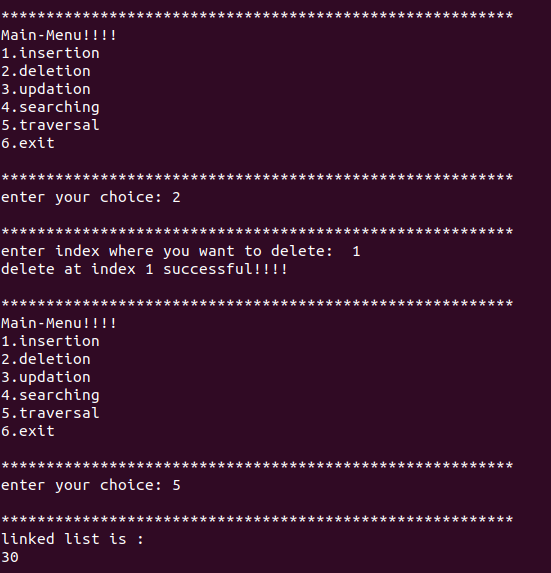 *********************************************************
Main-Menu!!!!
1.insertion
2.deletion
3.updation
4.searching
5.traversal
6.exit
*********************************************************
enter your choice: 2
*********************************************************
enter index where you want to delete:  1
delete at index 1 successful!!!!
*********************************************************
Main-Menu!!!!
1.insertion
2.deletion
3.updation
4.searching
5.traversal
6.exit
*********************************************************
enter your choice: 5
*********************************************************
linked list is :
30